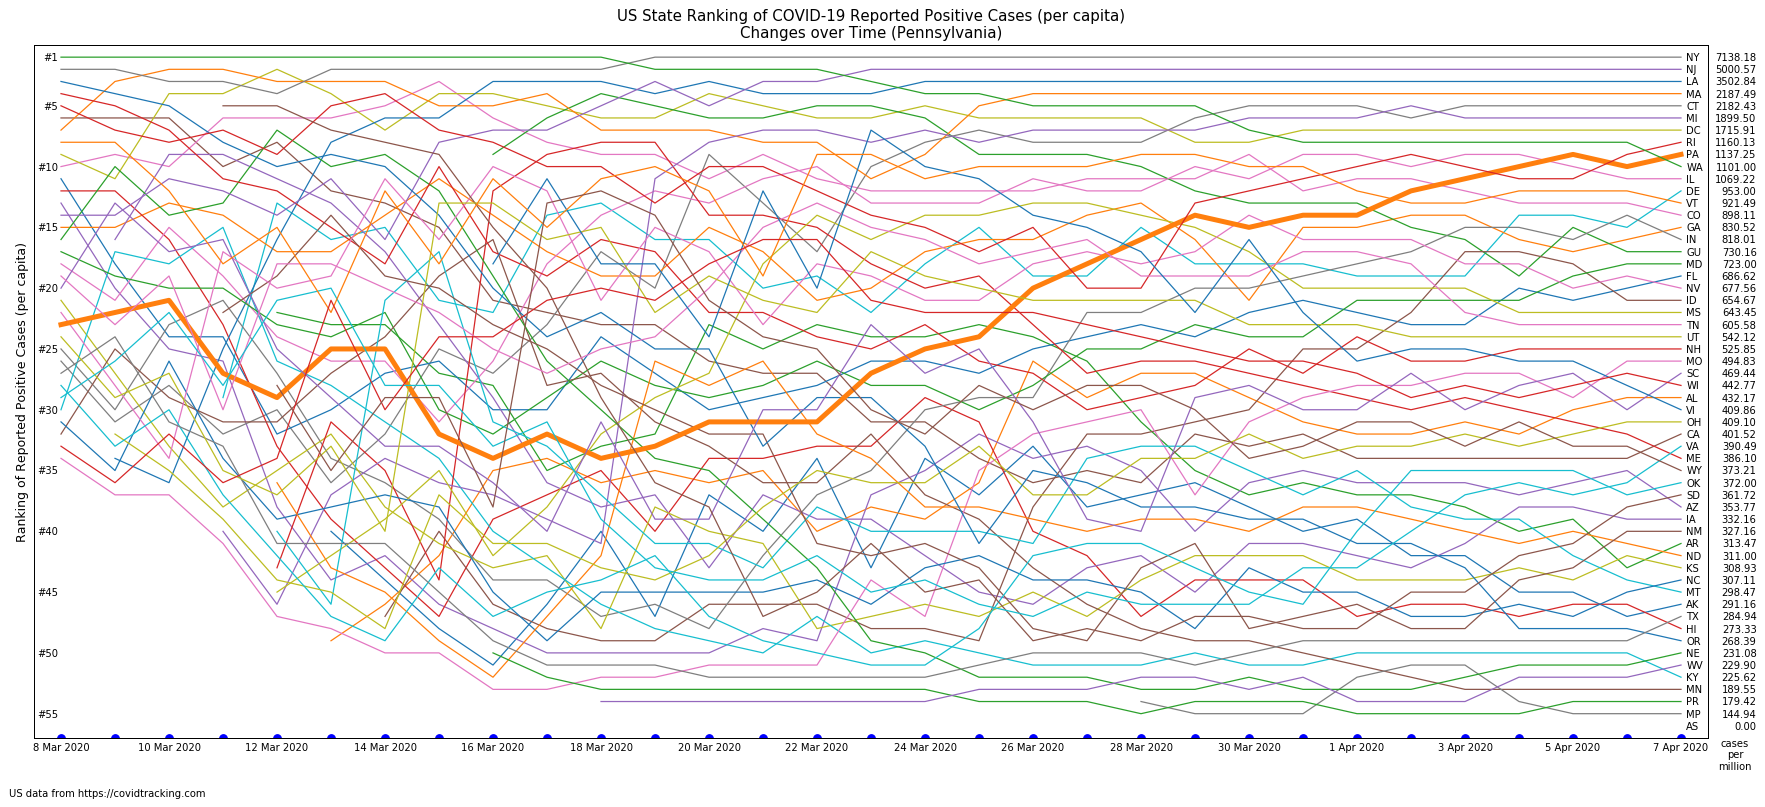 US State Ranking of COVID-19 Reported Positive Cases (per capita)
Changes over Time (Pennsylvania)
Ranking of Reported Positive Cases (per capita)
#1
#5
#10
#15
#20
#25
#30
#35
#40
#45
#50
#55
NY 7138.18
NJ 5000.57
LA 3502.84
MA 2187.49
CT 2182.43
MI 1899.50
DC 1715.91
RI 1160.13
PA 1137.25
WA 1101.00
IL 1069.22
DE 953.00
VT 921.49
CO 898.11
GA 830.52
IN 818.01
GU 730.16
MD 723.00
FL 686.62
NV 677.56
ID 654.67
MS 643.45
TN 605.58
UT 542.12
NH 525.85
MO 494.83
SC 469.44
WI 442.77
AL 432.17
VI 409.86
OH 409.10
CA 401.52
VA 390.49
ME 386.10
WY 373.21
OK 372.00
SD 361.72
AZ 353.77
IA 332.16
NM 327.16
AR 313.47
ND 311.00
KS 308.93
NC 307.11
MT 298.47
AK 291.16
TX 284.94
HI 273.33
OR 268.39
NE 231.08
WV 229.90
KY 225.62
MN 189.55
PR 179.42
MP 144.94
AS 0.00
8 Mar 2020 10 Mar 2020 12 Mar 2020 14 Mar 2020 16 Mar 2020 18 Mar 2020 20 Mar 2020 22 Mar 2020 24 Mar 2020 26 Mar 2020 28 Mar 2020 30 Mar 2020 1 Apr 2020 3 Apr 2020 5 Apr 2020 7 Apr 2020
cases
per
million
US data from https://covidtracking.com